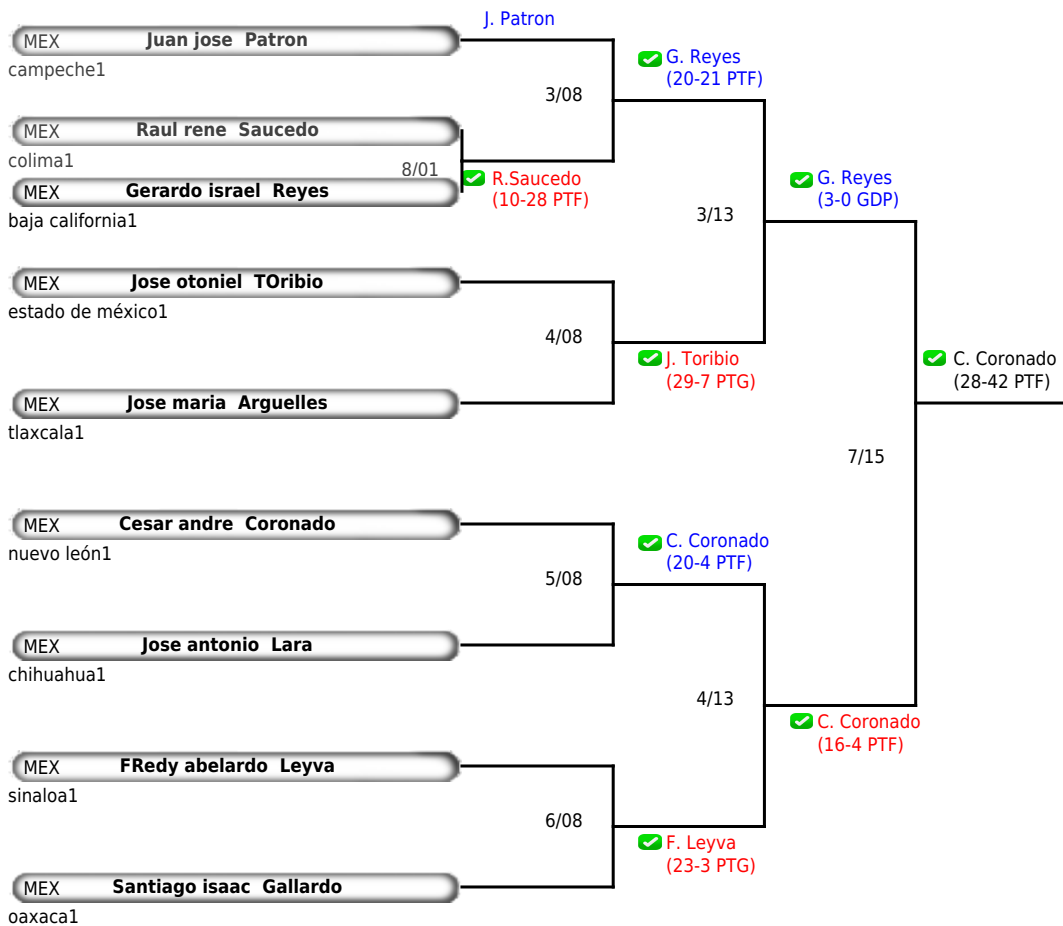 J. Patron
MEX Juan jose Patron
campeche1
G. Reyes
(20-21 PTF)
3/08
MEX Raul rene Saucedo
colima1
8/01
R.Saucedo
(10-28 PTF)
MEX Gerardo israel Reyes
baja california1
G. Reyes
(3-0 GDP)
3/13
MEX Jose otoniel TOribio
estado de méxico1
4/08
J. Toribio
(29-7 PTG)
MEX Jose maria Arguelles
tlaxcala1
C. Coronado
(28-42 PTF)
7/15
MEX Cesar andre Coronado
nuevo león1
C. Coronado
(20-4 PTF)
5/08
MEX Jose antonio Lara
chihuahua1
4/13
C. Coronado
(16-4 PTF)
MEX FRedy abelardo Leyva
sinaloa1
6/08
F. Leyva
(23-3 PTG)
MEX Santiago isaac Gallardo
oaxaca1